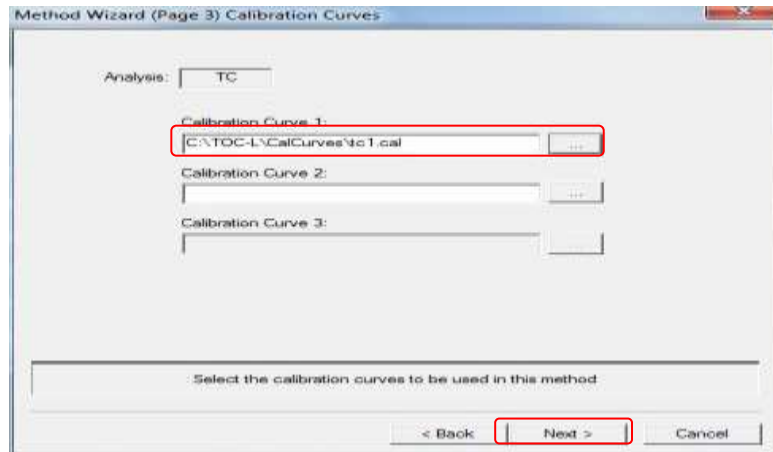 Method Wizard (Page 3) Calibration Curves
Analysis: TC
Calibration Curve 1:
C:\TOC-L\CalCurves\tc1.cal ...
Calibration Curve 2:
...
Calibration Curve 3:
Select the calibration curves to be used in this method
< Back Next > Cancel